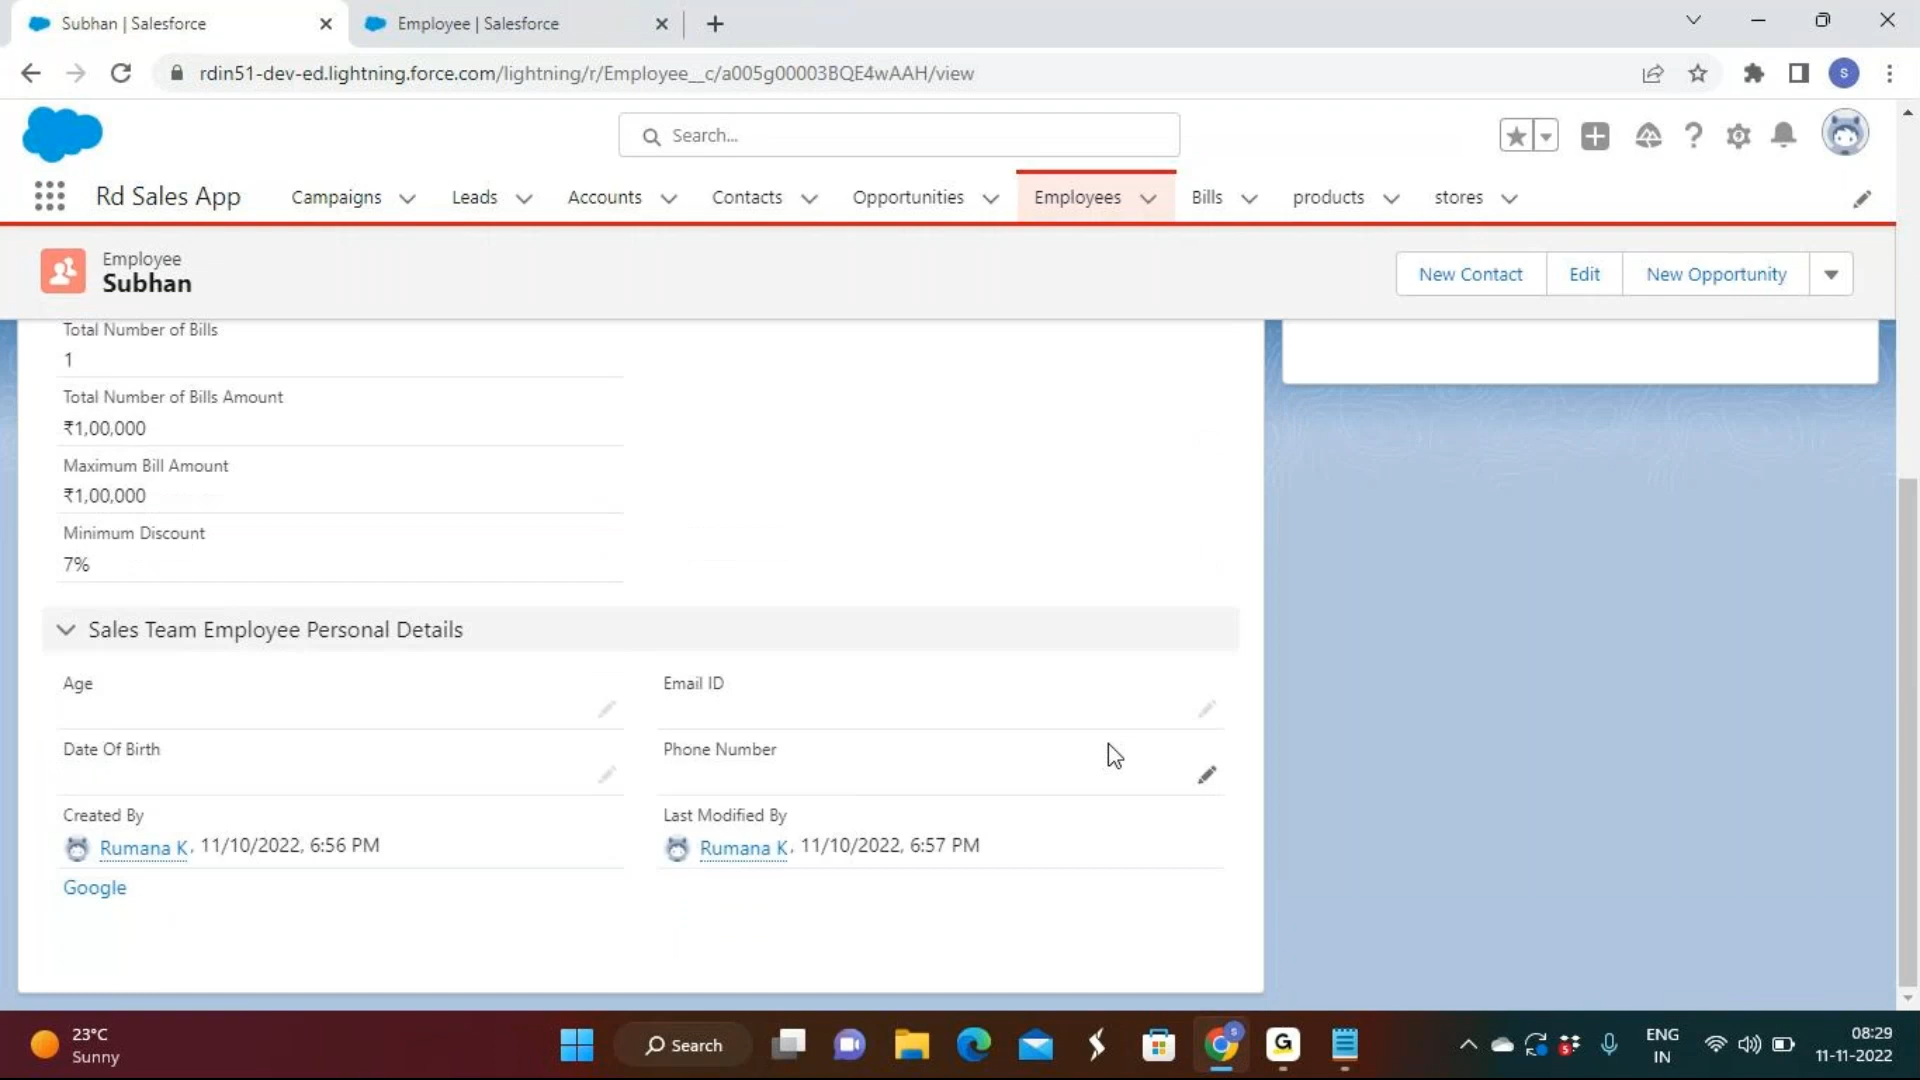 Subhan | Salesforce
Employee | Salesforce
rdin51-dev-ed.lightning.force.com/lightning/r/Employee__c/a005g00003BQE4wAAH/view
S
Search...
Rd Sales App
Campaigns
Leads
Accounts
Contacts
Opportunities
Employees
Bills
products
stores
Employee
Subhan
New Contact
Edit
New Opportunity
Total Number of Bills
1
Total Number of Bills Amount
₹1,00,000
Maximum Bill Amount
₹1,00,000
Minimum Discount
7%
Sales Team Employee Personal Details
Age
Email ID
Date Of Birth
Phone Number
Created By
Last Modified By
Rumana K, 11/10/2022, 6:56 PM
Rumana K, 11/10/2022, 6:57 PM
Google
23°C
Sunny
Search
ENG
IN
08:29
11-11-2022